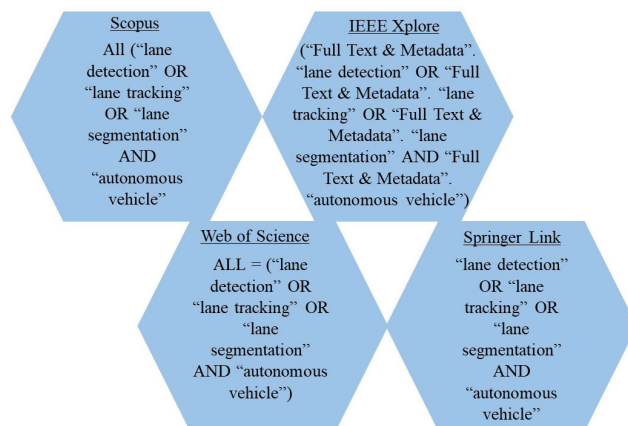 Scopus
All (“lane
detection” OR
“lane tracking”
OR “lane
segmentation”
AND
“autonomous
vehicle”
IEEE Xplore
(“Full Text & Metadata”.
“lane detection” OR “Full
Text & Metadata”. “lane
tracking” OR “Full Text &
Metadata”. “lane
segmentation” AND “Full
Text & Metadata”.
“autonomous vehicle”)
Web of Science
ALL = (“lane
detection” OR
“lane tracking” OR
“lane
segmentation”
AND “autonomous
vehicle”)
Springer Link
“lane detection”
OR “lane
tracking” OR
“lane
segmentation”
AND
“autonomous
vehicle”